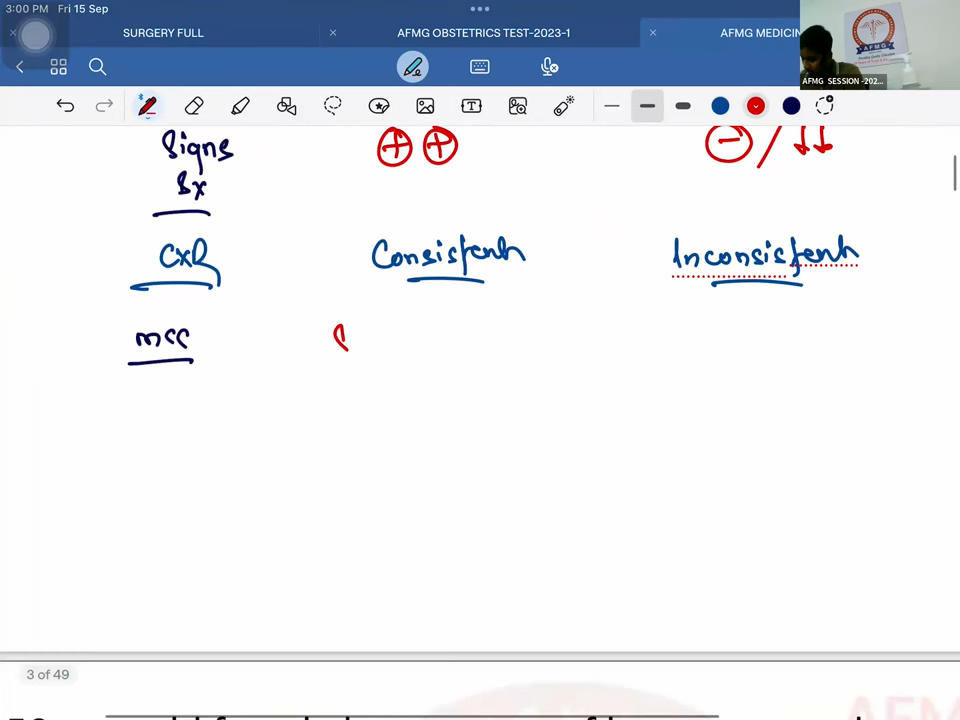 3:00 PM Fri 15 Sep
SURGERY FULL
AFMG OBSTETRICS TEST-2023-1
AFMG MEDICIN
AFMG
AFMG SESSION -202...
Signs ⊕ ⊕ ⊖ / ↓↓
Sx
CXR Consistent Inconsistent
mcc
3 of 49